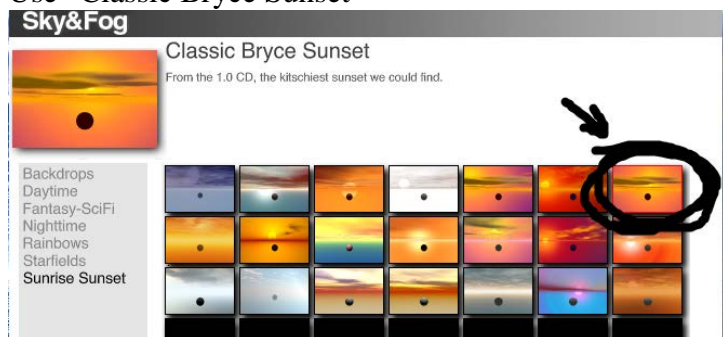 Use "Classic Bryce Sunset"
Sky&Fog
Classic Bryce Sunset
From the 1.0 CD, the kitschiest sunset we could find.
Backdrops
Daytime
Fantasy-SciFi
Nighttime
Rainbows
Starfields
Sunrise Sunset